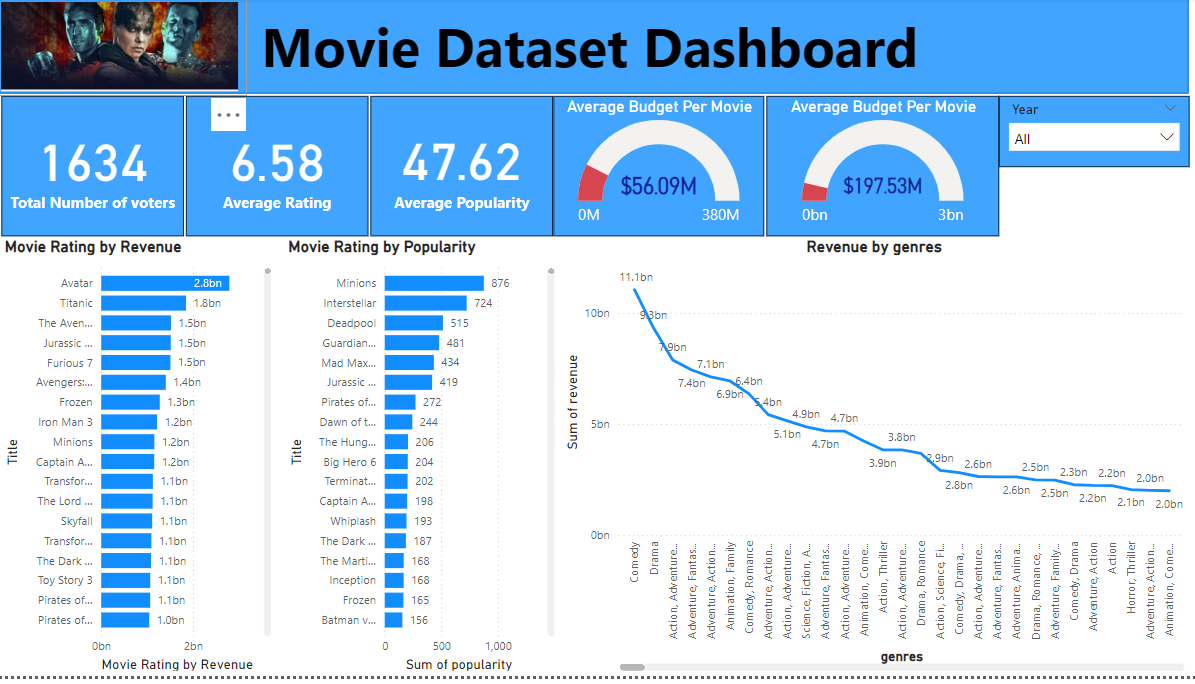 Movie Dataset Dashboard
1634
Total Number of voters
6.58
Average Rating
47.62
Average Popularity
Average Budget Per Movie
$56.09M
0M
380M
Average Budget Per Movie
$197.53M
0bn
3bn
Year
All
Movie Rating by Revenue
Title
Avatar 2.8bn
Titanic 1.8bn
The Aven... 1.5bn
Jurassic ... 1.5bn
Furious 7 1.5bn
Avengers:... 1.4bn
Frozen 1.3bn
Iron Man 3 1.2bn
Minions 1.2bn
Captain A... 1.2bn
Transfor... 1.1bn
The Lord ... 1.1bn
Skyfall 1.1bn
Transfor... 1.1bn
The Dark ... 1.1bn
Toy Story 3 1.1bn
Pirates of... 1.1bn
Pirates of... 1.0bn
0bn 2bn
Movie Rating by Revenue
Movie Rating by Popularity
Title
Minions 876
Interstellar 724
Deadpool 515
Guardian... 481
Mad Max... 434
Jurassic ... 419
Pirates of... 272
Dawn of t... 244
The Hung... 206
Big Hero 6 204
Terminat... 202
Captain A... 198
Whiplash 193
The Dark ... 187
The Marti... 168
Inception 168
Frozen 165
Batman v... 156
0 500 1,000
Sum of popularity
Revenue by genres
Sum of revenue
10bn
5bn
0bn
11.1bn
9.3bn
7.9bn
7.4bn
7.1bn
6.9bn
6.4bn
5.4bn
5.1bn
4.9bn
4.7bn
4.7bn
3.9bn
3.8bn
2.9bn
2.8bn
2.6bn
2.6bn
2.5bn
2.5bn
2.3bn
2.2bn
2.2bn
2.1bn
2.0bn
2.0bn
Comedy
Drama
Action, Adventure...
Adventure, Fantas...
Adventure, Action...
Animation, Family
Comedy, Romance
Adventure, Action...
Action, Adventure...
Science, Fiction, A...
Adventure, Fantas...
Action, Adventure...
Animation, Come...
Action, Thriller
Action, Adventure...
Drama, Romance
Action, Science, Fi...
Comedy, Drama, ...
Action, Adventure...
Adventure, Fantas...
Adventure, Anima...
Drama, Romance, ...
Adventure, Family...
Comedy, Drama
Adventure, Action
Action
Horror, Thriller
Adventure, Action...
Animation, Come...
genres